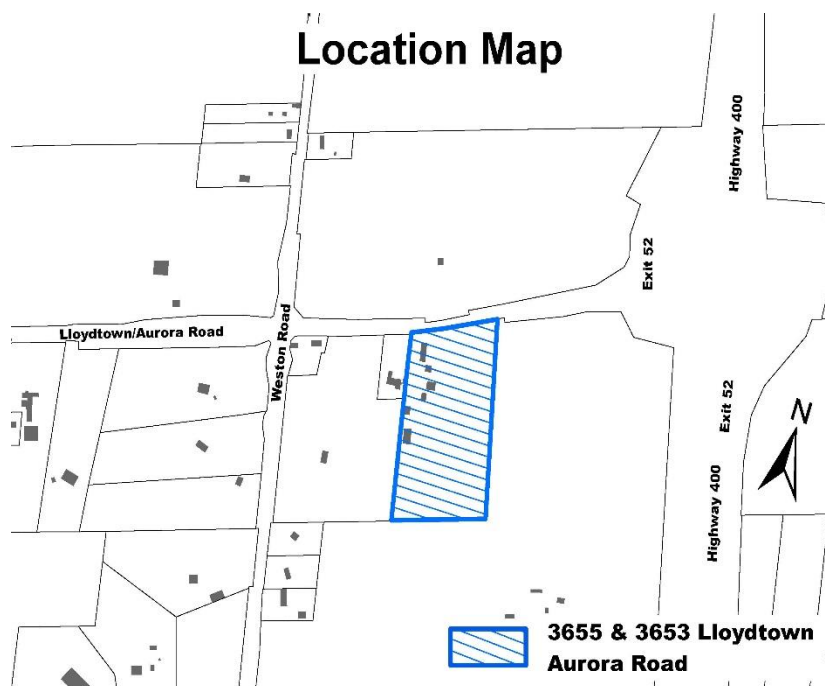 Location Map
Highway 400
Exit 52
Lloydtown/Aurora Road
Weston Road
Exit 52
N
Highway 400
3655 & 3653 Lloydtown
Aurora Road